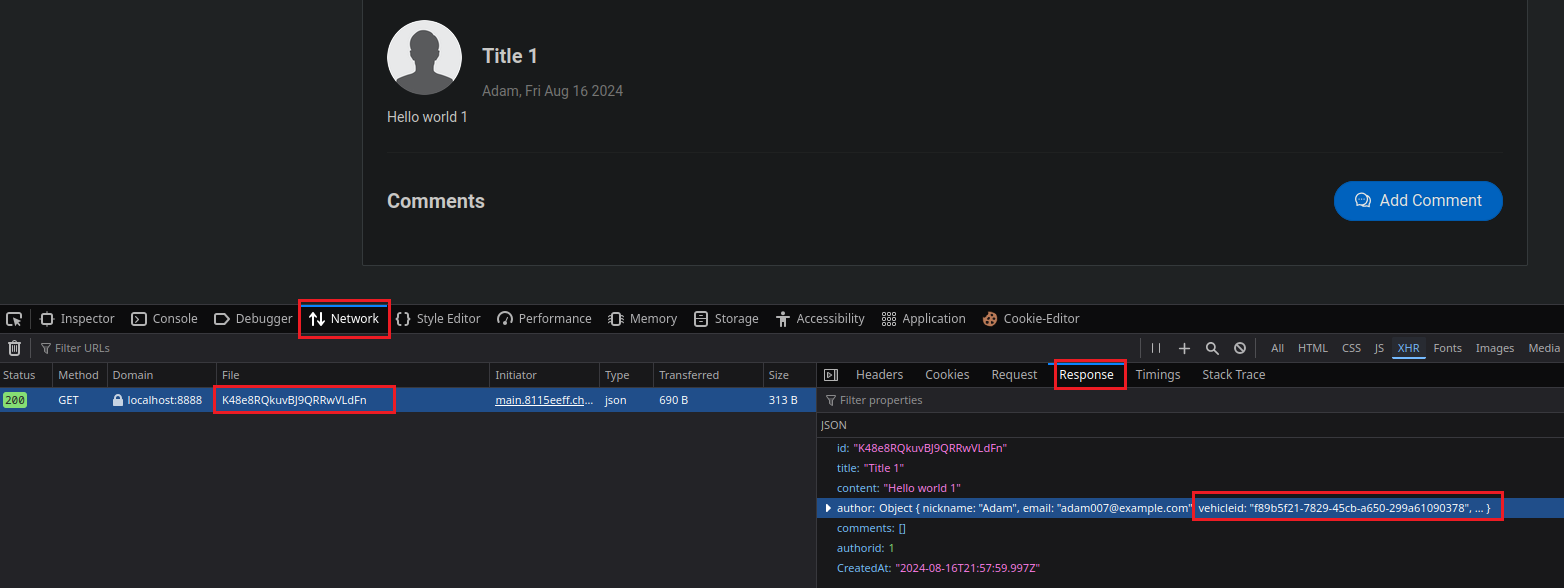 Title 1
Adam, Fri Aug 16 2024
Hello world 1
Comments
Add Comment
Inspector Console Debugger Network Style Editor Performance Memory Storage Accessibility Application Cookie-Editor
Filter URLs All HTML CSS JS XHR Fonts Images Media
Status Method Domain File Initiator Type Transferred Size
200 GET localhost:8888 K48e8RQkuvBJ9QRRwVLdFn main.8115eeff.ch... json 690 B 313 B
Headers Cookies Request Response Timings Stack Trace
Filter properties
JSON
id: "K48e8RQkuvBJ9QRRwVLdFn"
title: "Title 1"
content: "Hello world 1"
author: Object { nickname: "Adam", email: "adam007@example.com" vehicleid: "f89b5f21-7829-45cb-a650-299a61090378", ... }
comments: []
authorid: 1
CreatedAt: "2024-08-16T21:57:59.997Z"